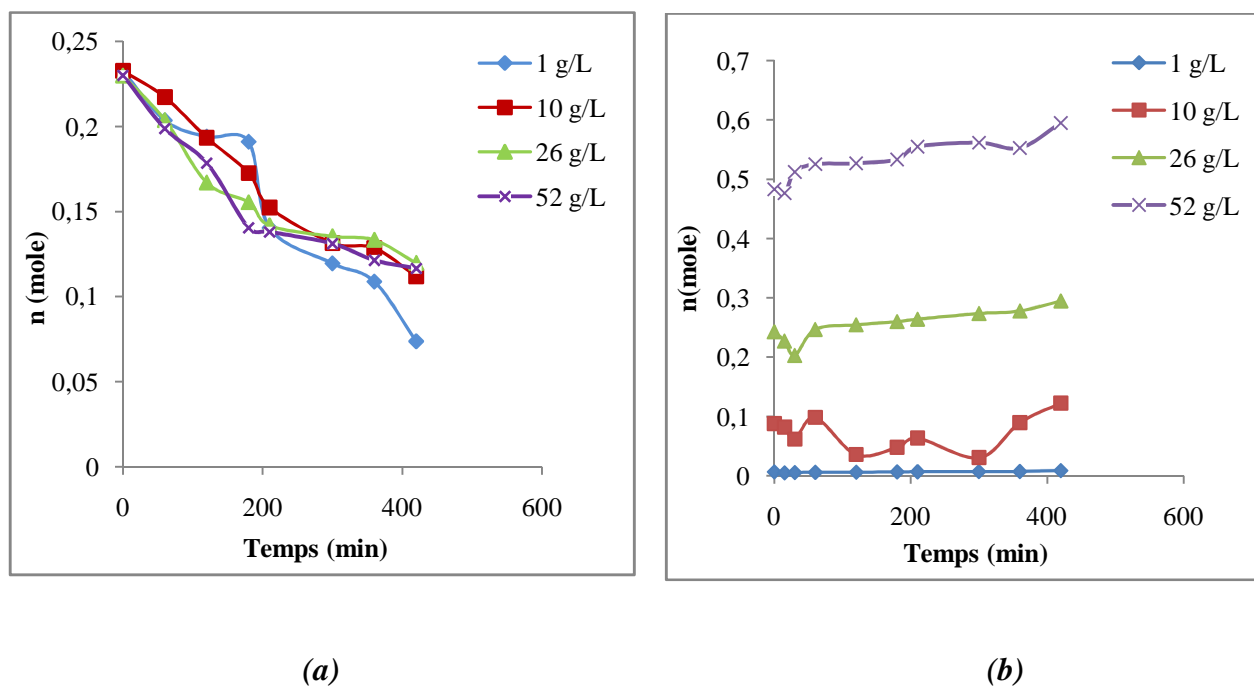 0,25
0,2
0,15
0,1
0,05
0
n (mole)
0 200 400 600
Temps (min)
1 g/L
10 g/L
26 g/L
52 g/L
(a)
0,7
0,6
0,5
0,4
0,3
0,2
0,1
0
n(mole)
0 200 400 600
Temps (min)
1 g/L
10 g/L
26 g/L
52 g/L
(b)